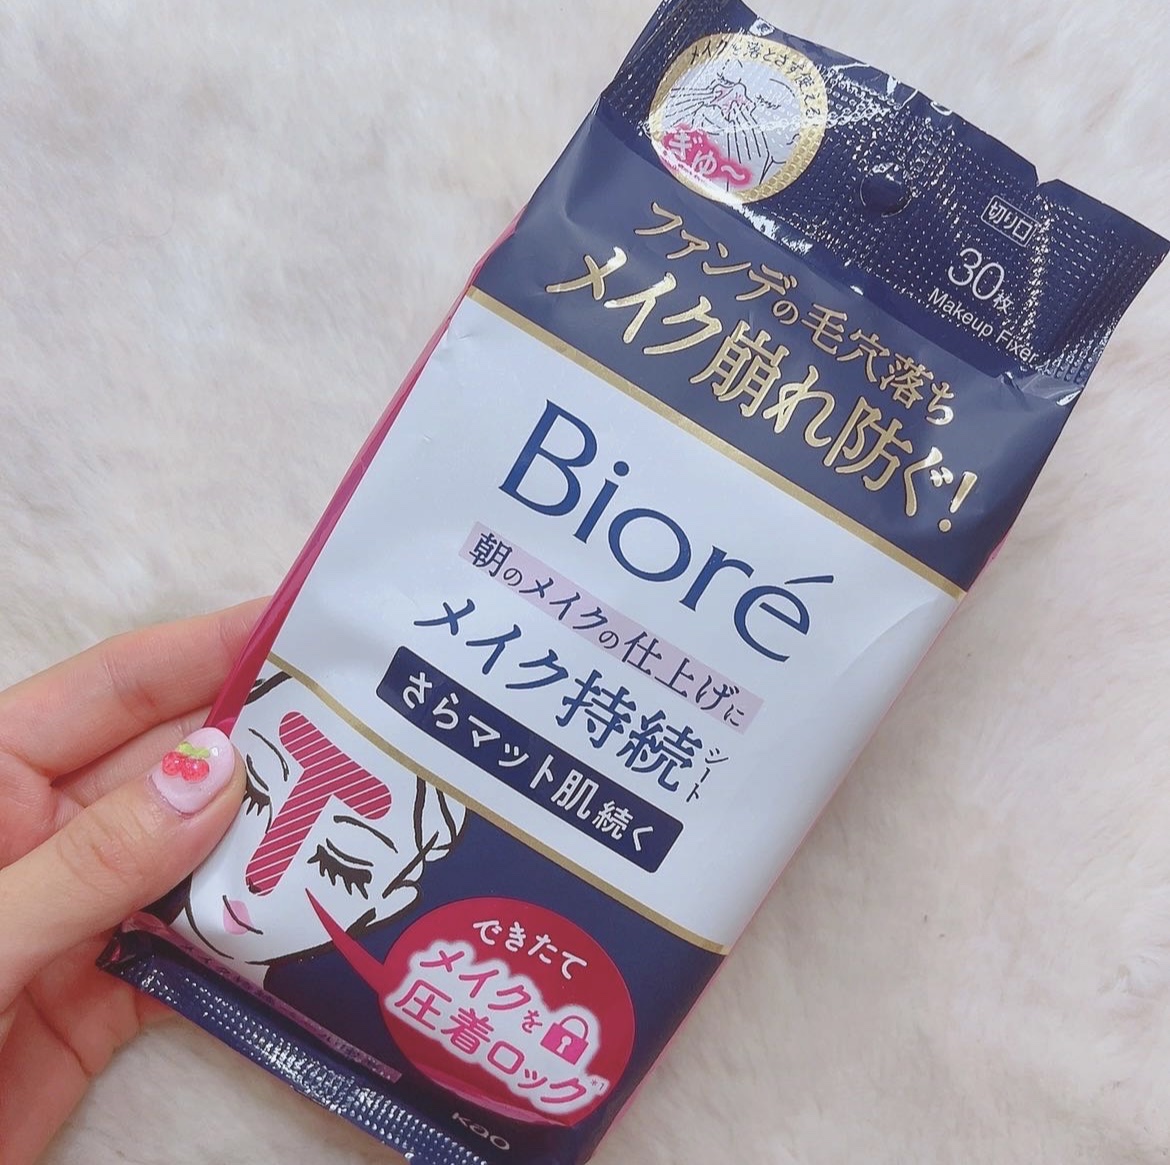 メイクを落とさず使える
ぎゅ〜
切り口
30枚
Makeup Fixer
ファンデの毛穴落ち
メイク崩れ防ぐ!
Bioré
朝のメイクの仕上げに
メイク持続シート
さらマット肌続く
できたて
メイクを
圧着ロック*1
Kao